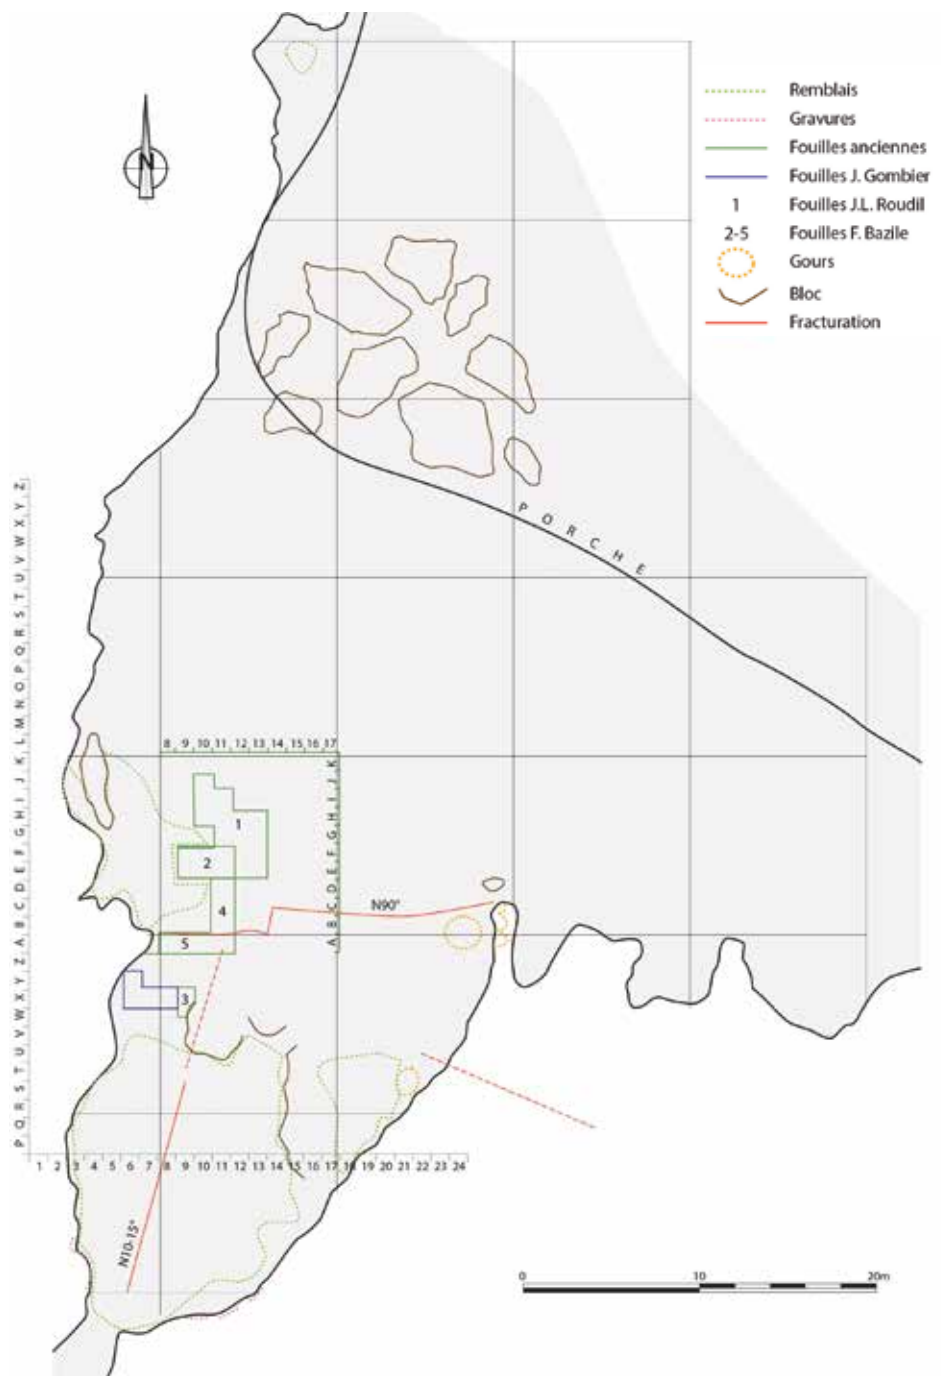 N
Remblais
Gravures
Fouilles anciennes
Fouilles J. Gombier
1 Fouilles J.L. Roudil
2-5 Fouilles F. Bazile
Gours
Bloc
Fracturation
PORCHE
P Q R S T U V W X Y Z A B C D E F G H I J K L M N O P Q R S T U V W X Y Z
8 9 10 11 12 13 14 15 16 17
A B C D E F G H I J K
1
2
4
N90°
5
3
1 2 3 4 5 6 7 8 9 10 11 12 13 14 15 16 17 18 19 20 21 22 23 24
N10-15°
0 10 20m